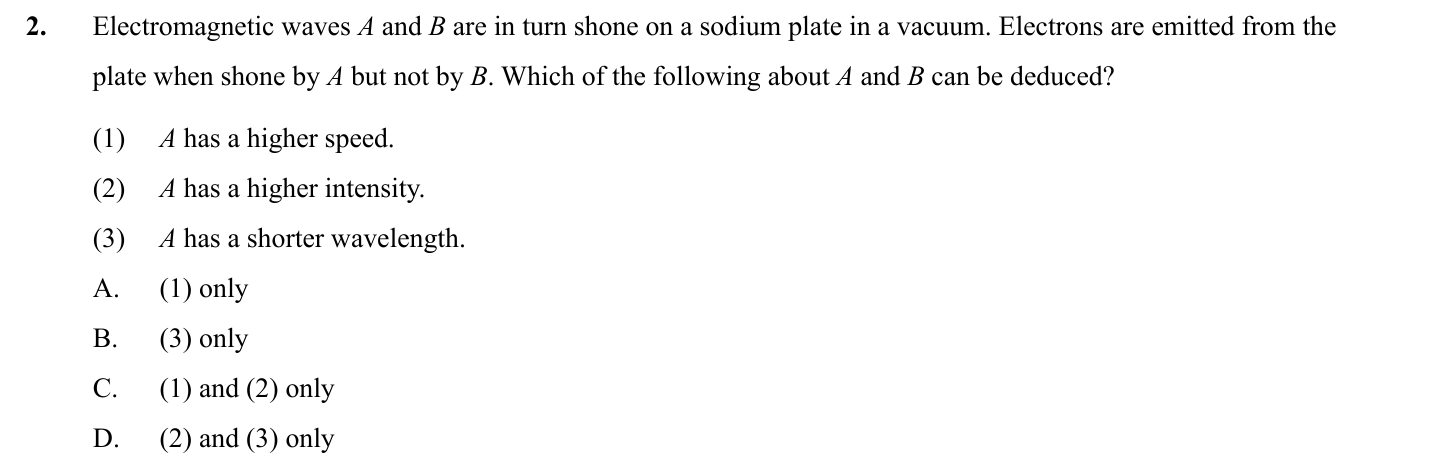 2. Electromagnetic waves A and B are in turn shone on a sodium plate in a vacuum. Electrons are emitted from the
plate when shone by A but not by B. Which of the following about A and B can be deduced?
(1) A has a higher speed.
(2) A has a higher intensity.
(3) A has a shorter wavelength.
A. (1) only
B. (3) only
C. (1) and (2) only
D. (2) and (3) only